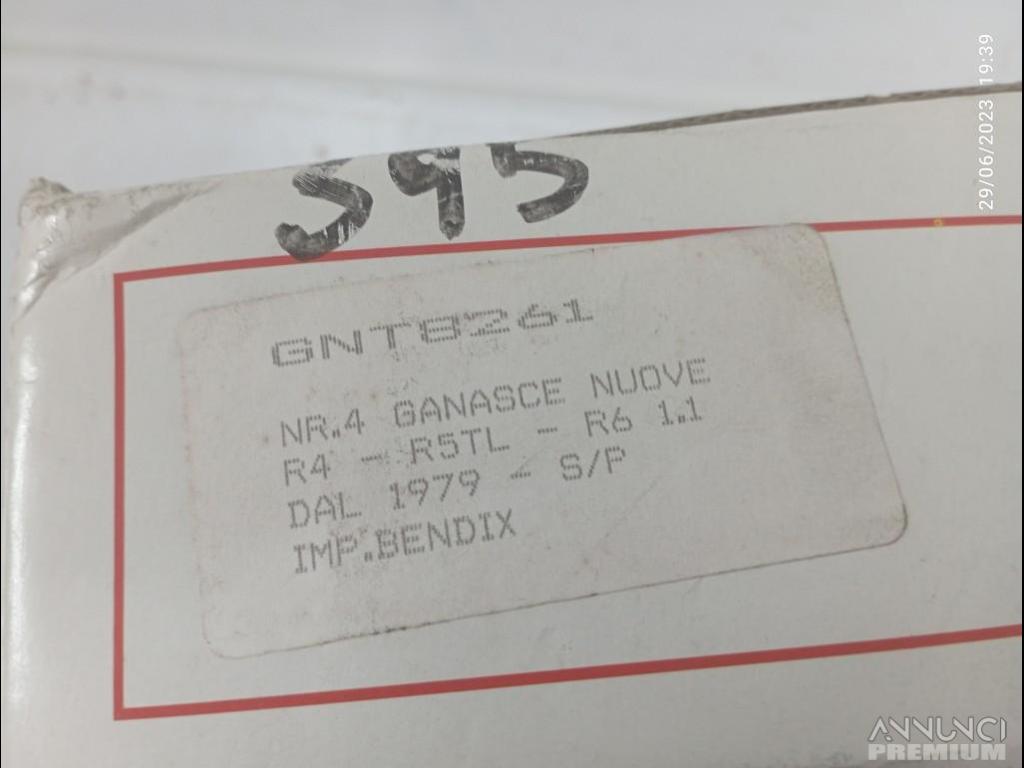 595
GNT8261
NR.4 GANASCE NUOVE
R4 - R5TL - R6 1.1
DAL 1979 - S/P
IMP.BENDIX
29/06/2023 19:39
ANNUNCI
PREMIUM